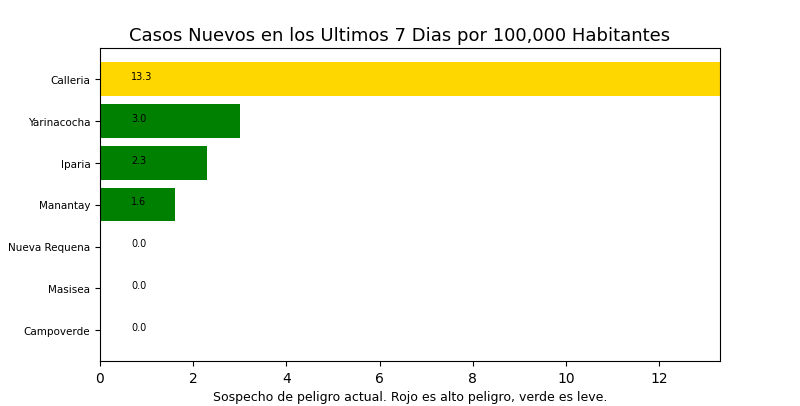 Casos Nuevos en los Ultimos 7 Dias por 100,000 Habitantes
Calleria 13.3
Yarinacocha 3.0
Iparia 2.3
Manantay 1.6
Nueva Requena 0.0
Masisea 0.0
Campoverde 0.0
0 2 4 6 8 10 12
Sospecho de peligro actual. Rojo es alto peligro, verde es leve.